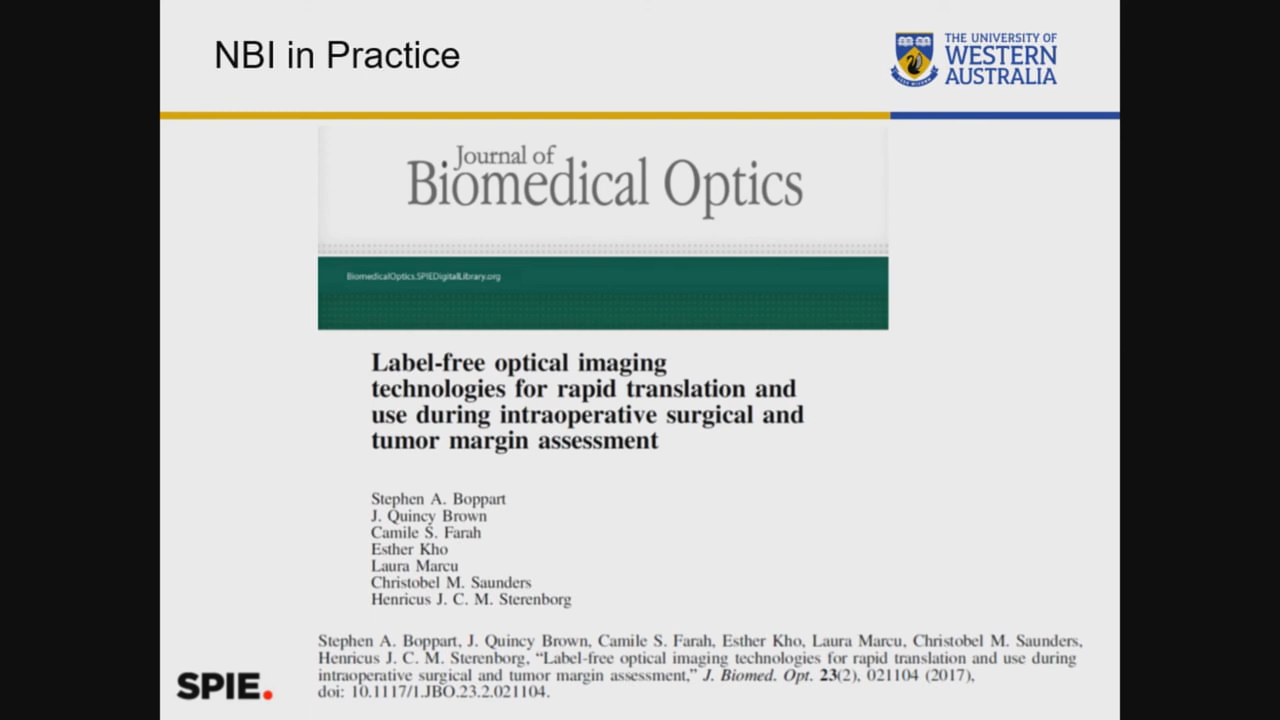 NBI in Practice
THE UNIVERSITY OF
WESTERN
AUSTRALIA
Journal of
Biomedical Optics
BiomedicalOptics.SPIEDigitalLibrary.org
Label-free optical imaging
technologies for rapid translation and
use during intraoperative surgical and
tumor margin assessment
Stephen A. Boppart
J. Quincy Brown
Camile S. Farah
Esther Kho
Laura Marcu
Christobel M. Saunders
Henricus J. C. M. Sterenborg
Stephen A. Boppart, J. Quincy Brown, Camile S. Farah, Esther Kho, Laura Marcu, Christobel M. Saunders,
Henricus J. C. M. Sterenborg, “Label-free optical imaging technologies for rapid translation and use during
intraoperative surgical and tumor margin assessment,” J. Biomed. Opt. 23(2), 021104 (2017),
doi: 10.1117/1.JBO.23.2.021104.
SPIE.